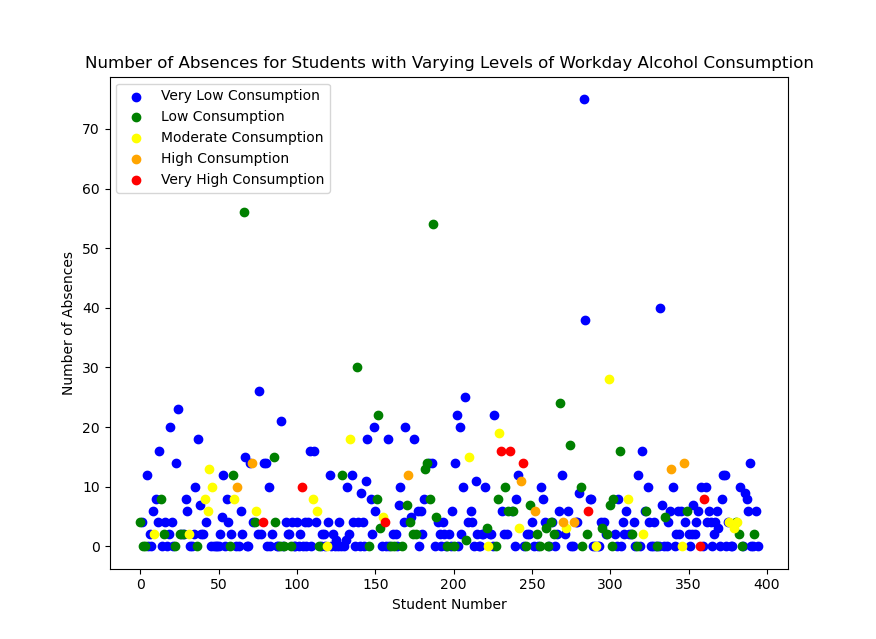 Number of Absences for Students with Varying Levels of Workday Alcohol Consumption
Very Low Consumption
Low Consumption
Moderate Consumption
High Consumption
Very High Consumption
70
60
50
40
30
20
10
0
Number of Absences
0 50 100 150 200 250 300 350 400
Student Number